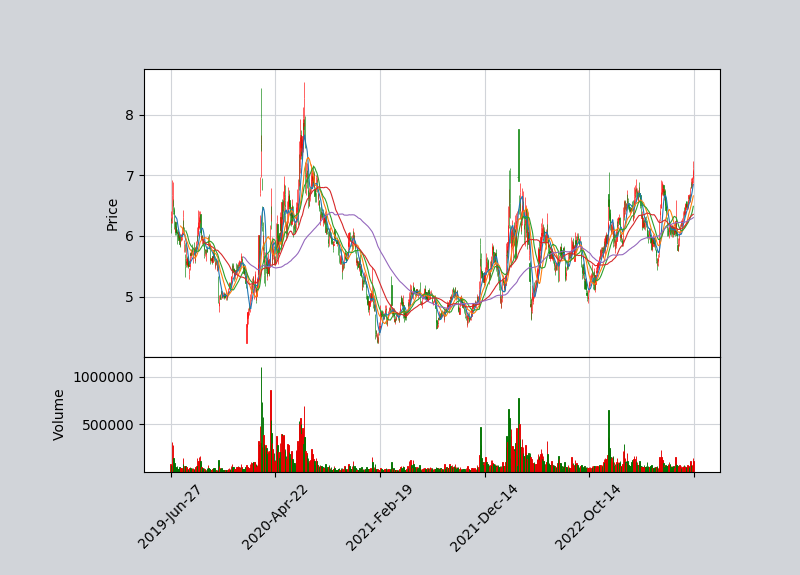 8
7
6
5
Price
1000000
500000
Volume
2019-Jun-27
2020-Apr-22
2021-Feb-19
2021-Dec-14
2022-Oct-14